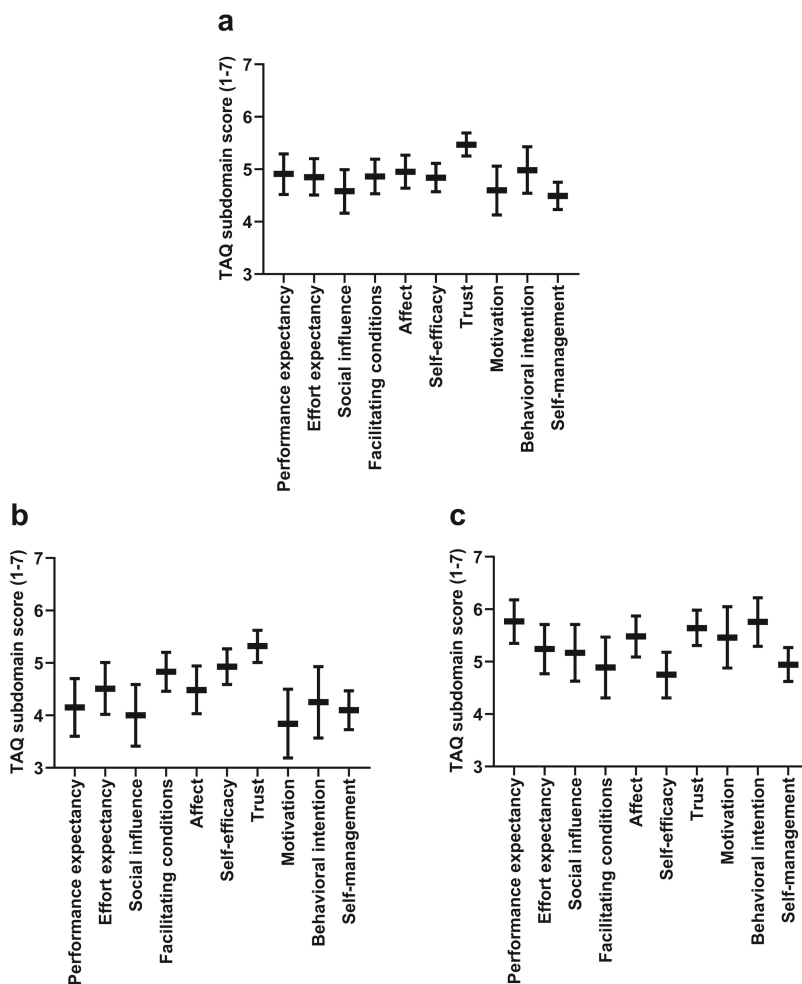 a
TAQ subdomain score (1-7)
7
6
5
4
3
Performance expectancy
Effort expectancy
Social influence
Facilitating conditions
Affect
Self-efficacy
Trust
Motivation
Behavioral intention
Self-management
b
TAQ subdomain score (1-7)
7
6
5
4
3
Performance expectancy
Effort expectancy
Social influence
Facilitating conditions
Affect
Self-efficacy
Trust
Motivation
Behavioral intention
Self-management
c
TAQ subdomain score (1-7)
7
6
5
4
3
Performance expectancy
Effort expectancy
Social influence
Facilitating conditions
Affect
Self-efficacy
Trust
Motivation
Behavioral intention
Self-management